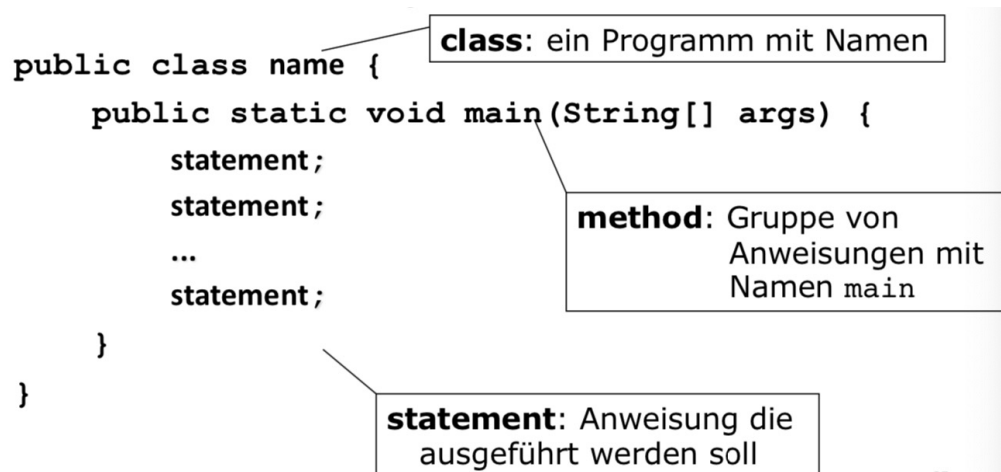 class: ein Programm mit Namen
public class name {
public static void main(String[] args) {
statement;
statement;
...
statement;
}
}
method: Gruppe von
Anweisungen mit
Namen main
statement: Anweisung die
ausgeführt werden soll